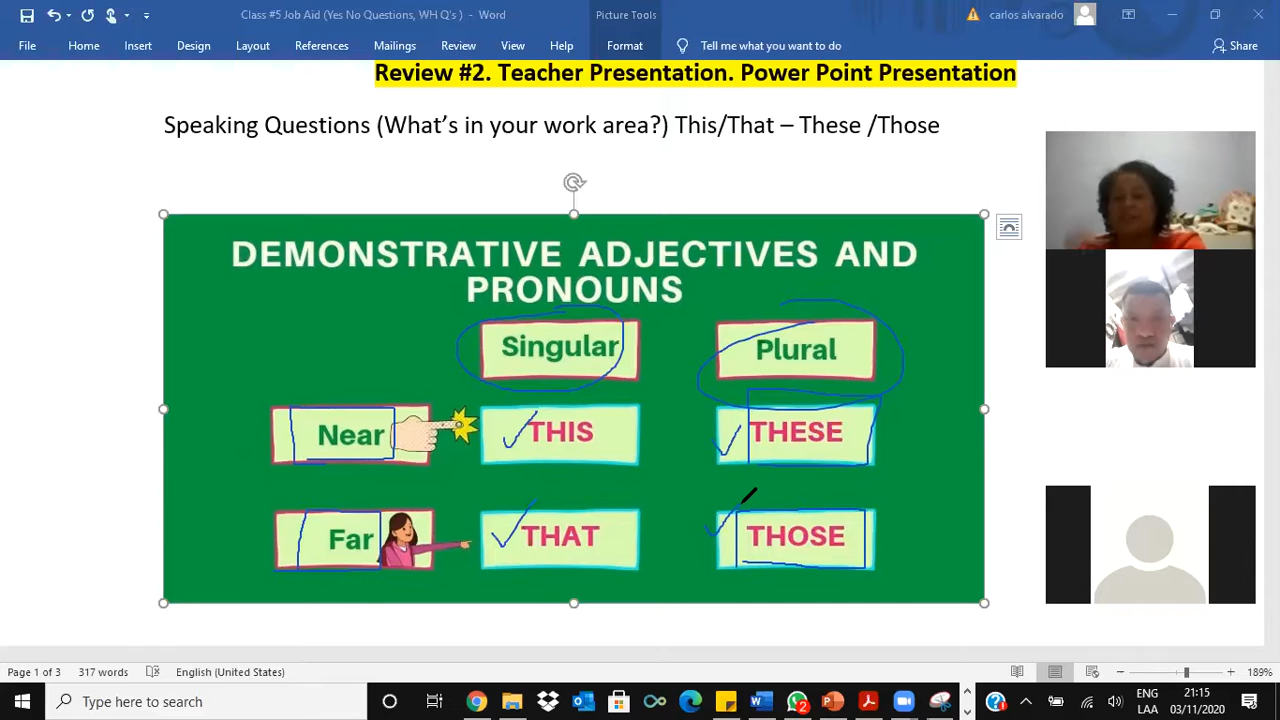 Class #5 Job Aid (Yes No Questions, WH Q's ) - Word
Picture Tools
carlos alvarado
File Home Insert Design Layout References Mailings Review View Help Format Tell me what you want to do Share
Review #2. Teacher Presentation. Power Point Presentation
Speaking Questions (What's in your work area?) This/That – These /Those
DEMONSTRATIVE ADJECTIVES AND
PRONOUNS
Singular Plural
Near THIS THESE
Far THAT THOSE
Page 1 of 3 317 words English (United States) 189%
Type here to search
2
ENG 21:15
LAA 03/11/2020